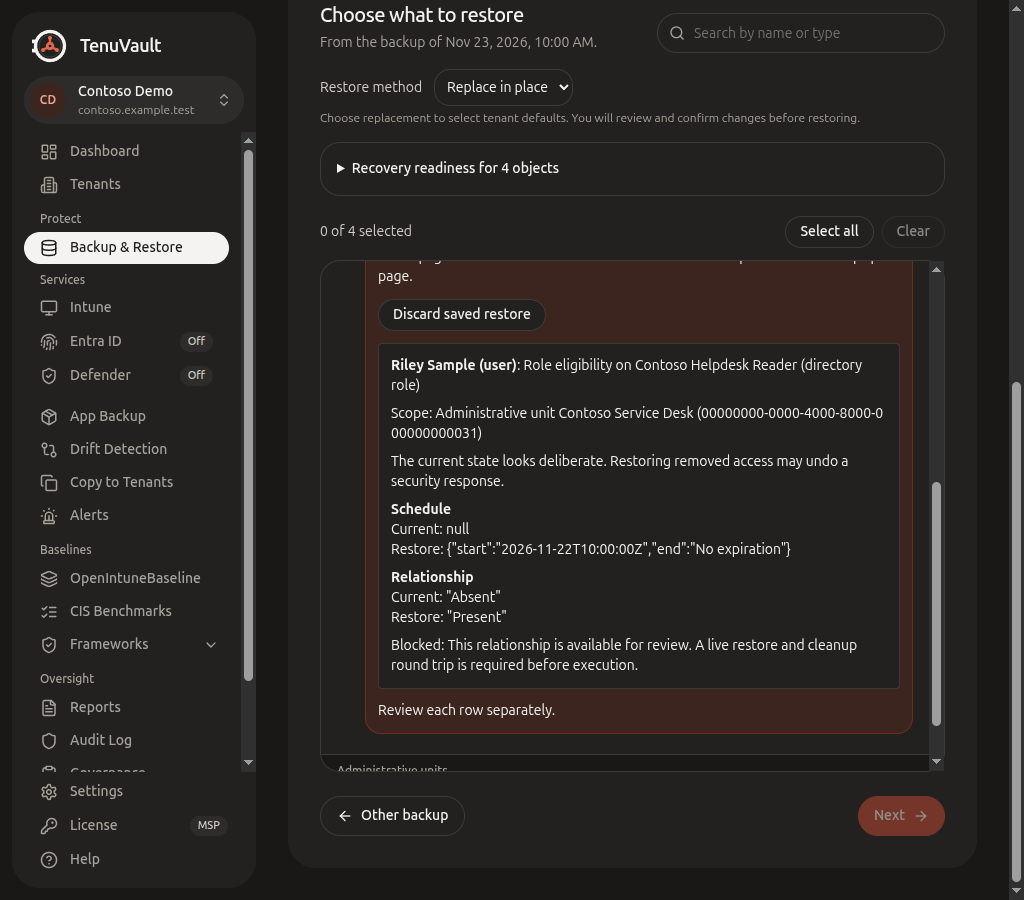 TenuVault
CD
Contoso Demo
contoso.example.test
Dashboard
Tenants
Protect
Backup & Restore
Services
Intune
Entra ID
Off
Defender
Off
App Backup
Drift Detection
Copy to Tenants
Alerts
Baselines
OpenIntuneBaseline
CIS Benchmarks
Frameworks
Oversight
Reports
Audit Log
Governance
Settings
License
MSP
Help
Choose what to restore
From the backup of Nov 23, 2026, 10:00 AM.
Search by name or type
Restore method
Replace in place
Choose replacement to select tenant defaults. You will review and confirm changes before restoring.
Recovery readiness for 4 objects
0 of 4 selected
Select all
Clear
page.
Discard saved restore
Riley Sample (user): Role eligibility on Contoso Helpdesk Reader (directory
role)
Scope: Administrative unit Contoso Service Desk (00000000-0000-4000-8000-0
00000000031)
The current state looks deliberate. Restoring removed access may undo a
security response.
Schedule
Current: null
Restore: {"start":"2026-11-22T10:00:00Z","end":"No expiration"}
Relationship
Current: "Absent"
Restore: "Present"
Blocked: This relationship is available for review. A live restore and cleanup
round trip is required before execution.
Review each row separately.
Administrative units
Other backup
Next